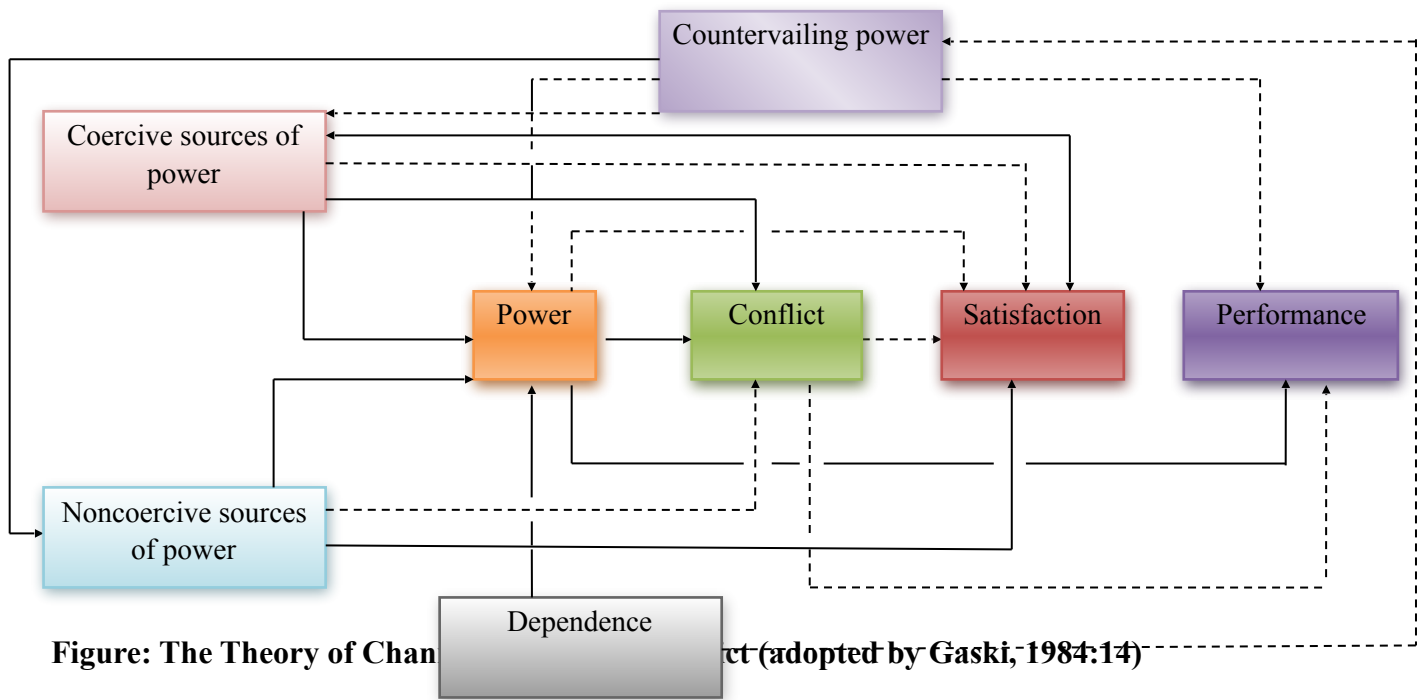 Countervailing power
Coercive sources of
power
Power
Conflict
Satisfaction
Performance
Noncoercive sources
of power
Dependence
Figure: The Theory of Chan ict (adopted by Gaski, 1984:14)